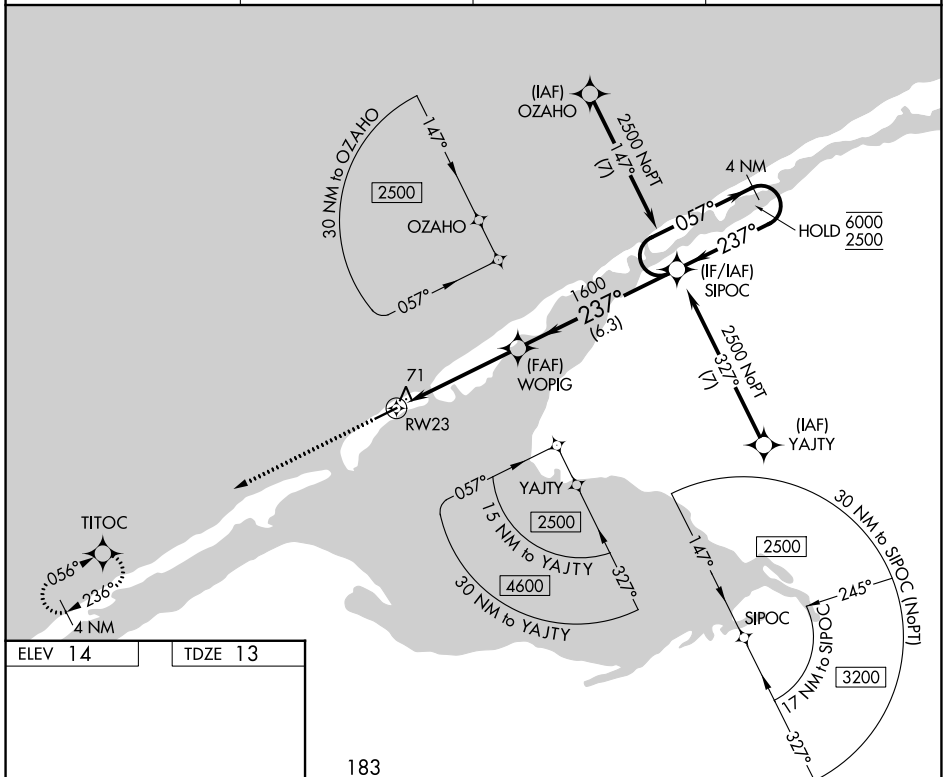 (IAF)
OZAHO
2500 NoPT
147°
(7)
4 NM
057°
237°
HOLD 6000
2500
(IF/IAF)
SIPOC
30 NM to OZAHO
147°
2500
OZAHO
057°
1600
237°
(6.3)
(FAF)
WOPIG
2500 NoPT
327°
(7)
(IAF)
YAJTY
71
RW23
057°
YAJTY
2500
15 NM to YAJTY
4600
30 NM to YAJTY
327°
TITOC
056°
236°
4 NM
30 NM to SIPOC (NoPT)
147°
2500
245°
SIPOC
17 NM to SIPOC
3200
327°
ELEV 14
TDZE 13
183